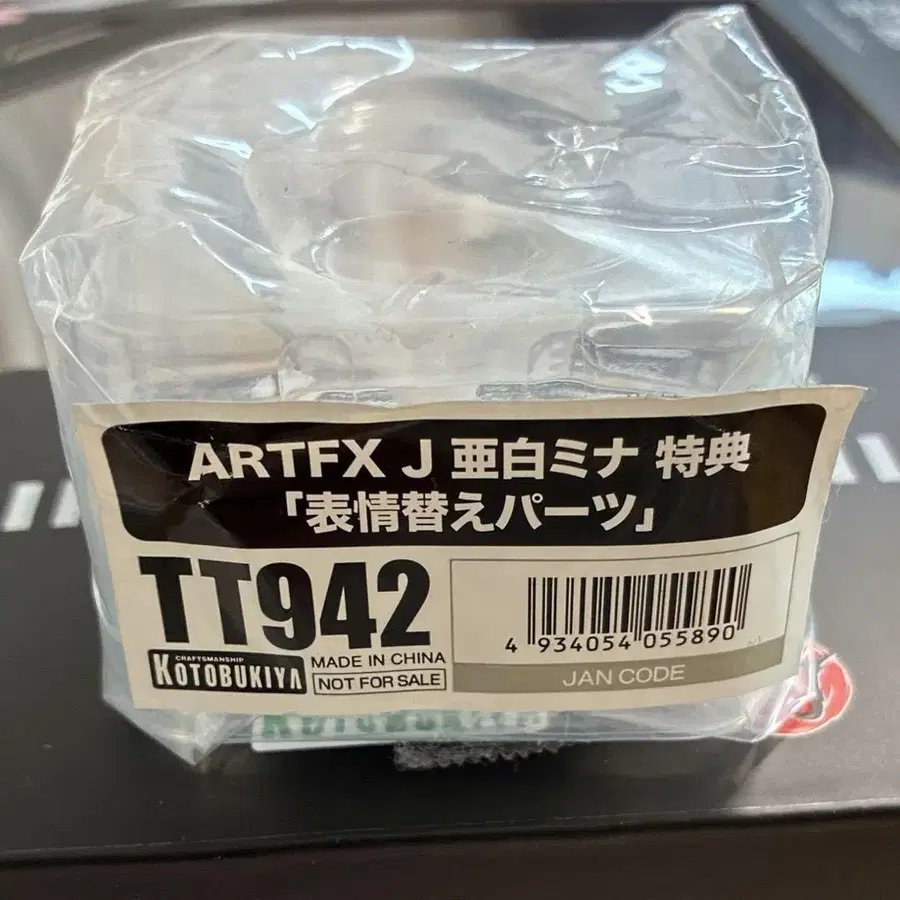 ARTFX J 亜白ミナ 特典
「表情替えパーツ」
TT942
CRAFTSMANSHIP
KOTOBUKIYA
MADE IN CHINA
NOT FOR SALE
4 934054 055890
JAN CODE
KOTOBUKIYA